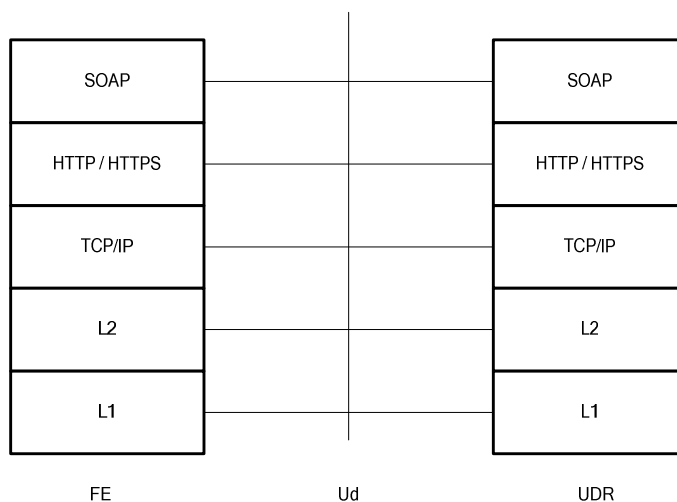 SOAP
SOAP
HTTP / HTTPS
HTTP / HTTPS
TCP/IP
TCP/IP
L2
L2
L1
L1
FE
Ud
UDR